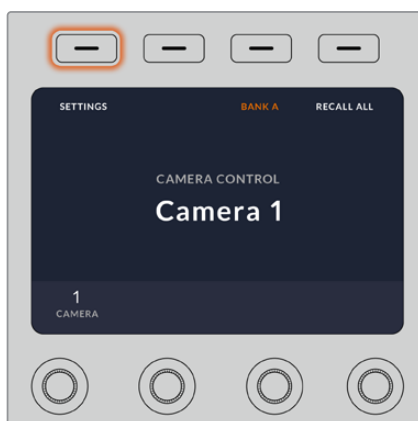 SETTINGS BANK A RECALL ALL
CAMERA CONTROL
Camera 1
1
CAMERA